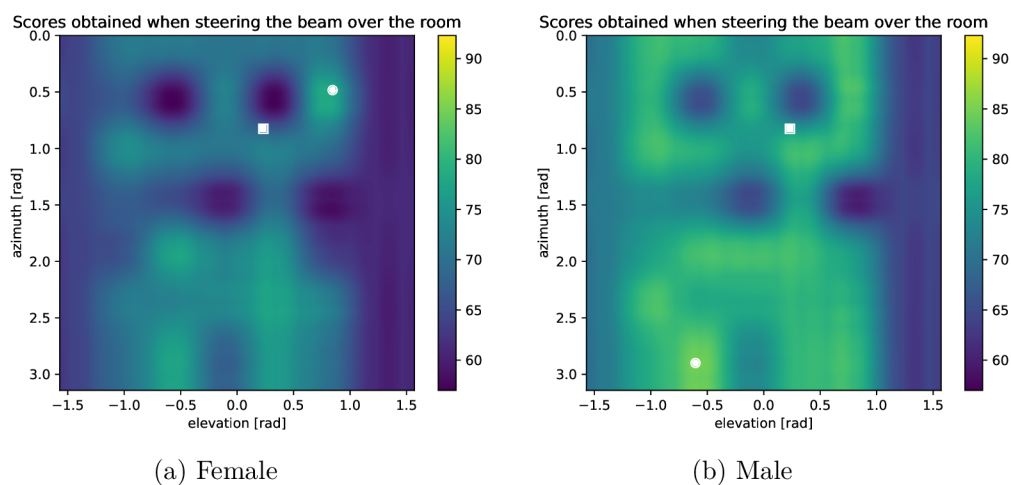 Scores obtained when steering the beam over the room
0.0
0.5
1.0
1.5
2.0
2.5
3.0
azimuth [rad]
−1.5 −1.0 −0.5 0.0 0.5 1.0 1.5
elevation [rad]
90
85
80
75
70
65
60
(a) Female
Scores obtained when steering the beam over the room
0.0
0.5
1.0
1.5
2.0
2.5
3.0
azimuth [rad]
−1.5 −1.0 −0.5 0.0 0.5 1.0 1.5
elevation [rad]
90
85
80
75
70
65
60
(b) Male